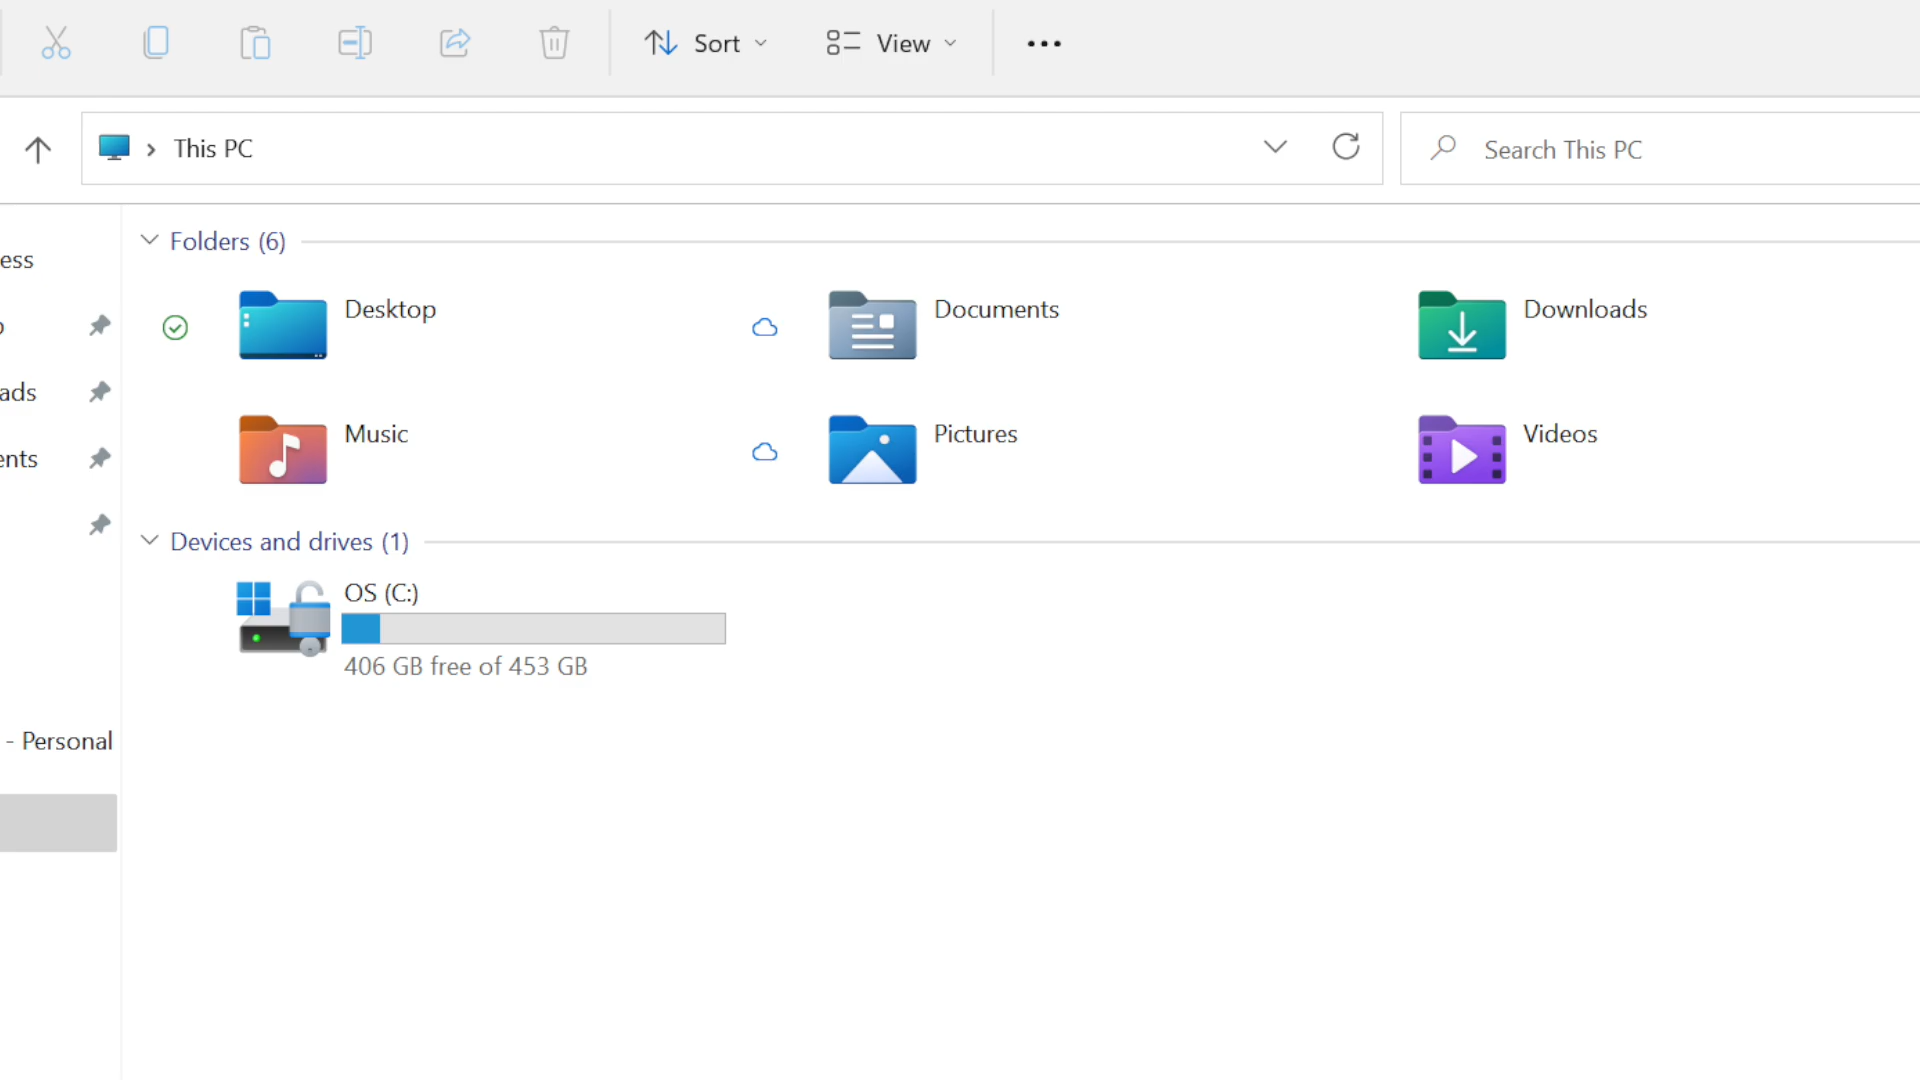 Sort
View
This PC
Search This PC
Folders (6)
ess
Desktop
Documents
Downloads
ads
Music
Pictures
Videos
ents
Devices and drives (1)
OS (C:)
406 GB free of 453 GB
- Personal